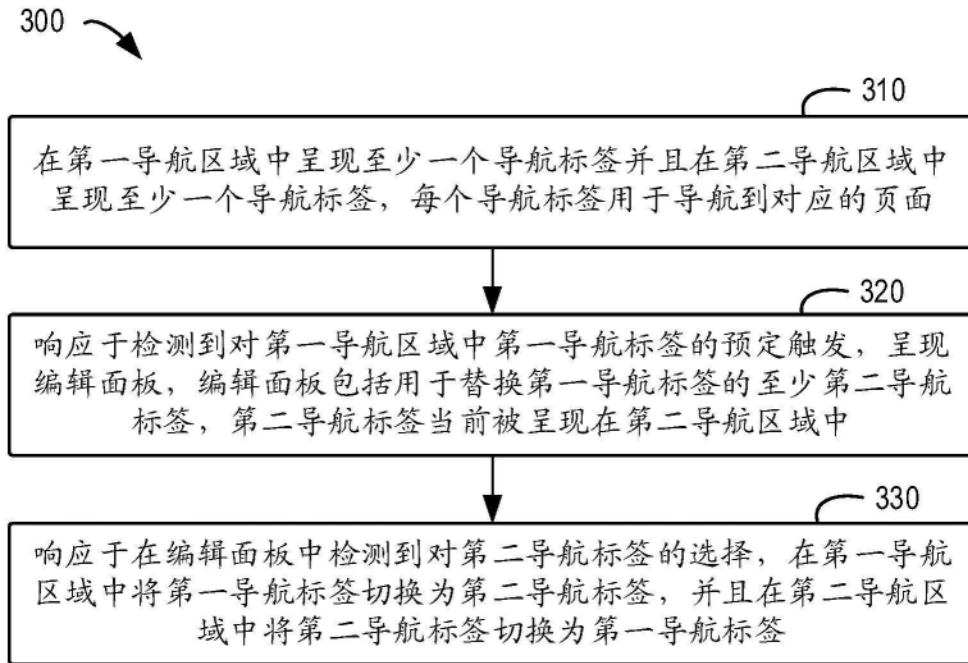 300
310
在第一导航区域中呈现至少一个导航标签并且在第二导航区域中
呈现至少一个导航标签，每个导航标签用于导航到对应的页面
320
响应于检测到对第一导航区域中第一导航标签的预定触发，呈现
编辑面板，编辑面板包括用于替换第一导航标签的至少第二导航
标签，第二导航标签当前被呈现在第二导航区域中
330
响应于在编辑面板中检测到对第二导航标签的选择，在第一导航
区域中将第一导航标签切换为第二导航标签，并且在第二导航区
域中将第二导航标签切换为第一导航标签